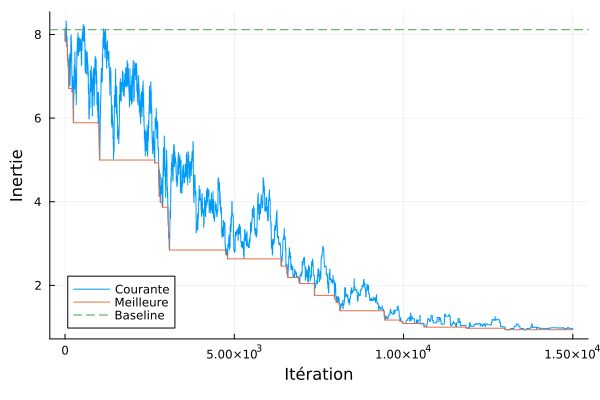 Inertie
8
6
4
2
Courante
Meilleure
Baseline
0
5.00×10³
1.00×10⁴
1.50×10⁴
Itération